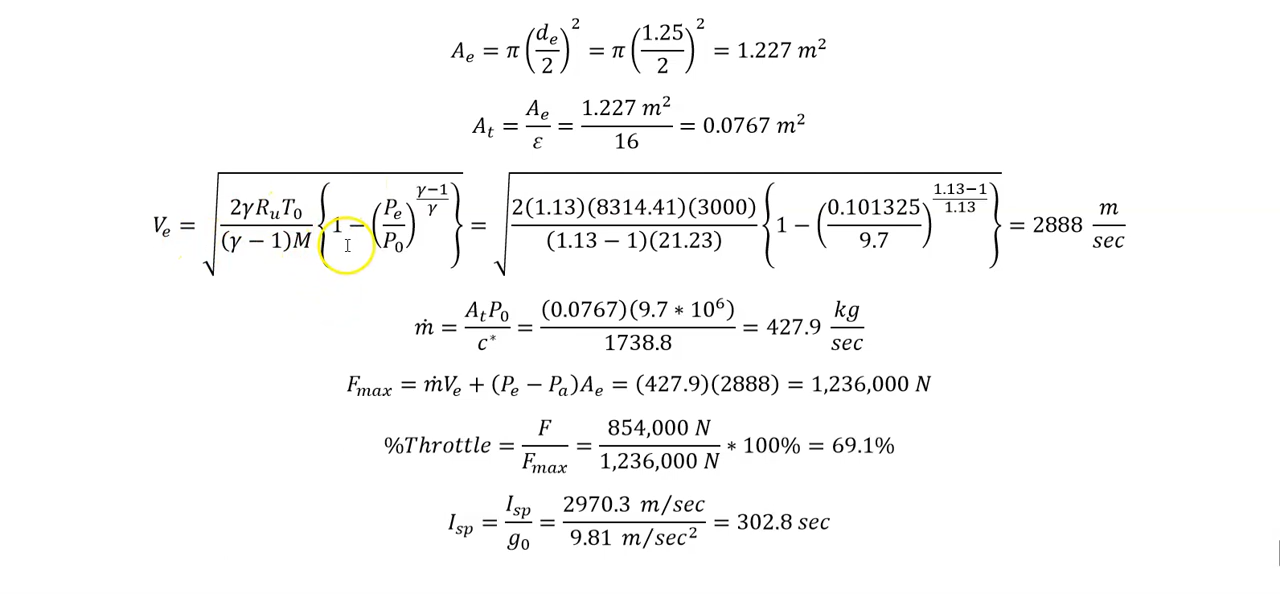 A_e = π(d_e/2)^2 = π(1.25/2)^2 = 1.227 m^2
A_t = A_e/ε = 1.227 m^2/16 = 0.0767 m^2
V_e = √(2γR_uT_0/((γ − 1)M) {1 − (P_e/P_0)^((γ−1)/γ)}) = √(2(1.13)(8314.41)(3000)/((1.13 − 1)(21.23)) {1 − (0.101325/9.7)^((1.13−1)/1.13)}) = 2888 m/sec
ṁ = A_tP_0/c* = (0.0767)(9.7 * 10^6)/1738.8 = 427.9 kg/sec
F_max = ṁV_e + (P_e − P_a)A_e = (427.9)(2888) = 1,236,000 N
%Throttle = F/F_max = 854,000 N/1,236,000 N * 100% = 69.1%
I_sp = I_sp/g_0 = 2970.3 m/sec/9.81 m/sec^2 = 302.8 sec